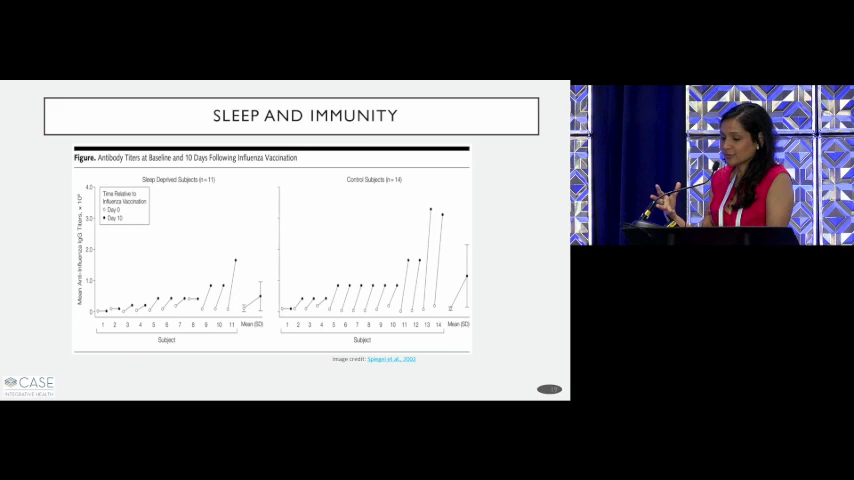 SLEEP AND IMMUNITY
Figure. Antibody Titers at Baseline and 10 Days Following Influenza Vaccination
Sleep Deprived Subjects (n = 11)
Control Subjects (n = 14)
Time Relative to
Influenza Vaccination
Day 0
Day 10
Mean Anti-Influenza IgG Titers, ×
4.0
3.0
2.0
1.0
0
1 2 3 4 5 6 7 8 9 10 11 Mean (SD)
1 2 3 4 5 6 7 8 9 10 11 12 13 14 Mean (SD)
Subject
Subject
Image credit: Spiegel et al., 2002
CASE
INTEGRATIVE HEALTH